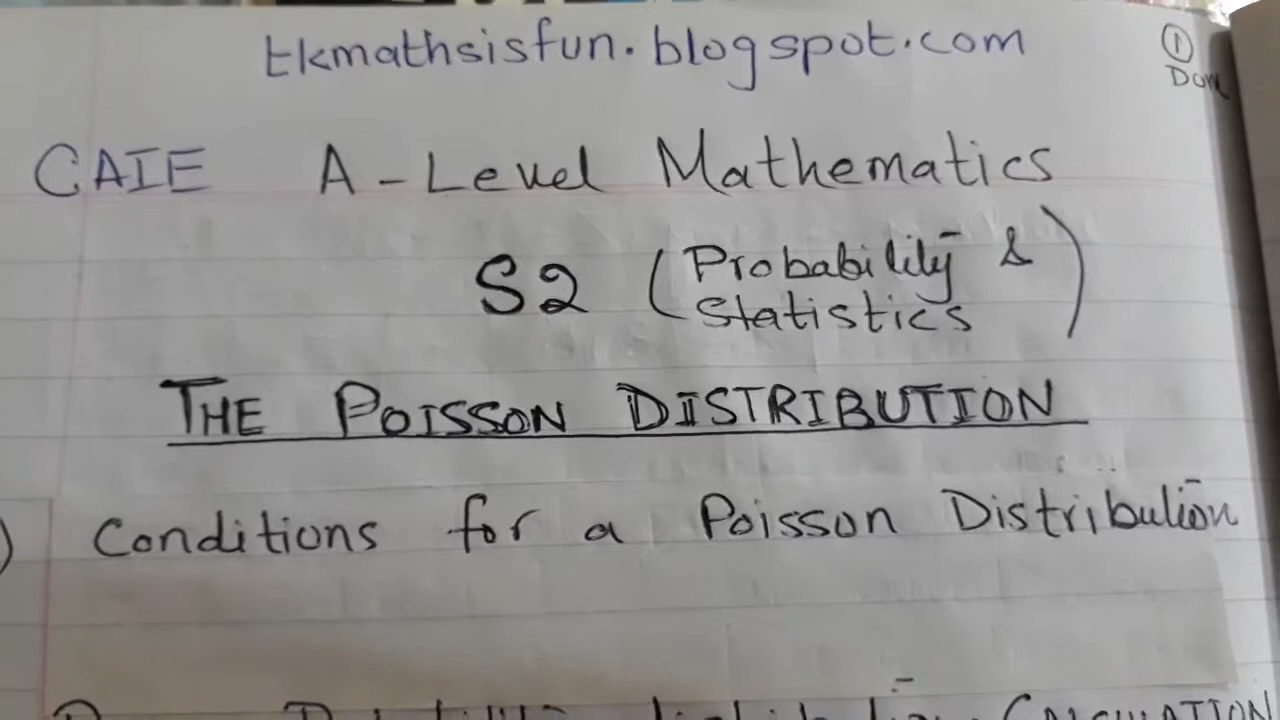 tkmathsisfun.blogspot.com
1
CAIE A-Level Mathematics
S2 (Probability & Statistics)
THE POISSON DISTRIBUTION
Conditions for a Poisson Distribution